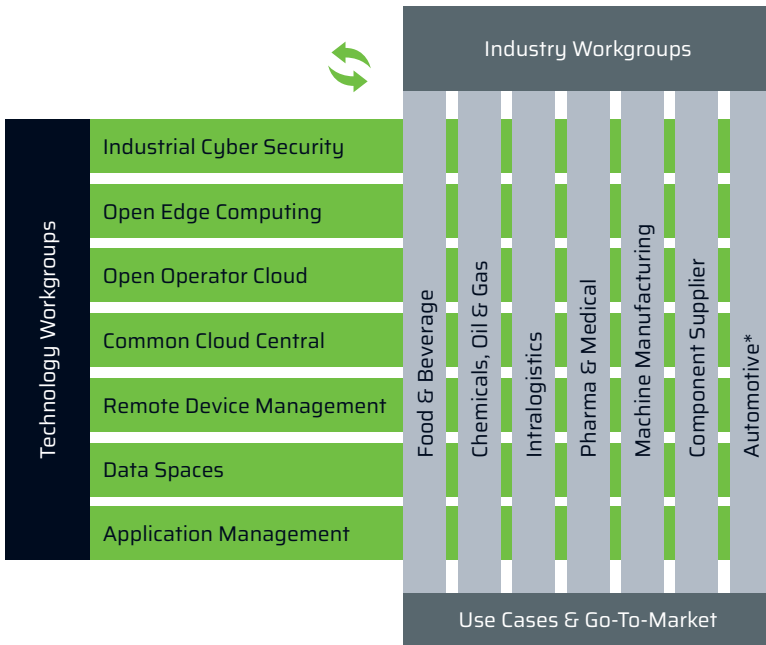 Industry Workgroups
Technology Workgroups
Industrial Cyber Security
Open Edge Computing
Open Operator Cloud
Common Cloud Central
Remote Device Management
Data Spaces
Application Management
Food & Beverage
Chemicals, Oil & Gas
Intralogistics
Pharma & Medical
Machine Manufacturing
Component Supplier
Automotive*
Use Cases & Go-To-Market